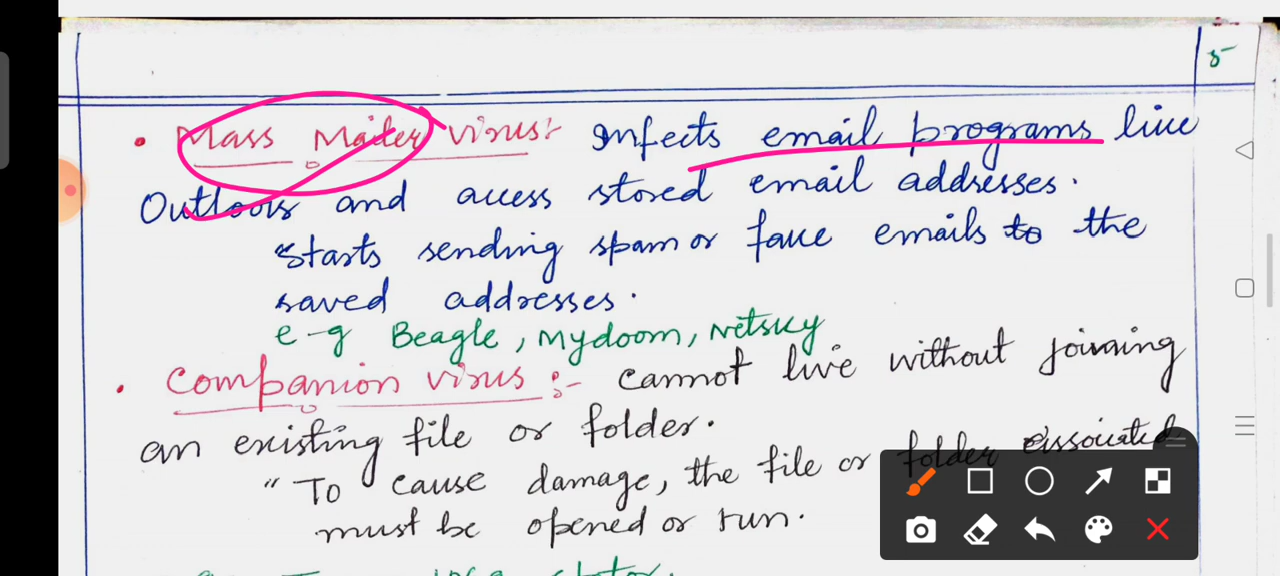 5
• Mass Mailer virus:- Infects email programs like
Outlook and access stored email addresses.
starts sending spam or fake emails to the
saved addresses.
e-g Beagle, Mydoom, Netsky
• Companion virus :- cannot live without joining
an existing file or folder.
" To cause damage, the file or folder associated
must be opened or run.